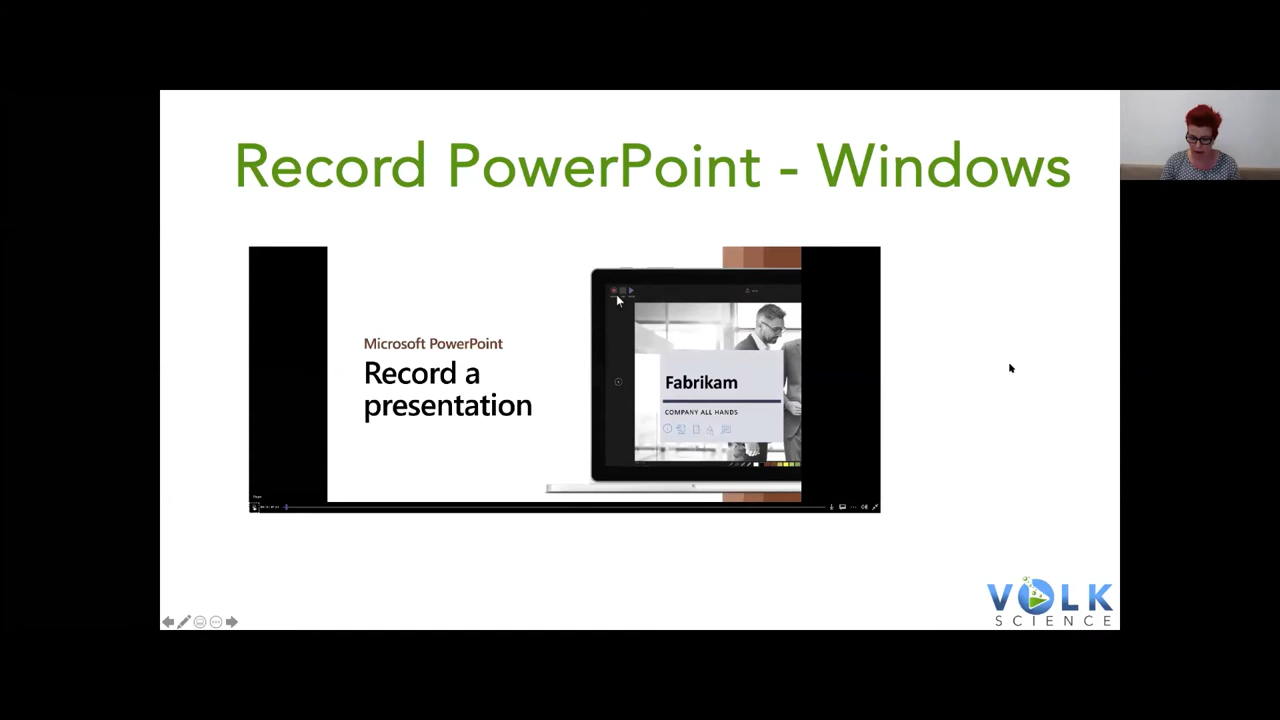 Record PowerPoint - Windows
Microsoft PowerPoint
Record a
presentation
Fabrikam
COMPANY ALL HANDS
VOLK
SCIENCE